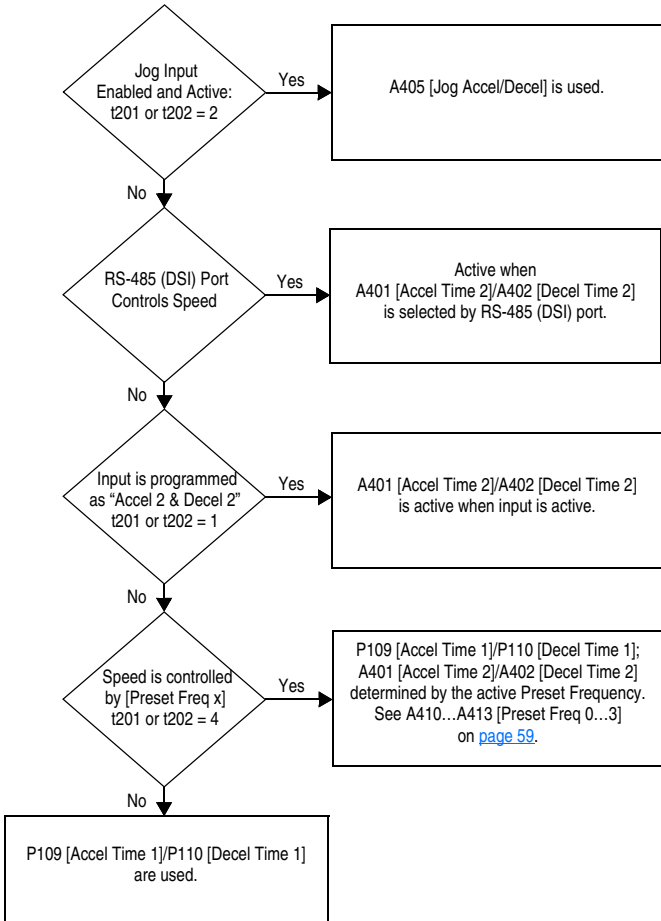 Jog Input
Enabled and Active:
t201 or t202 = 2
Yes
A405 [Jog Accel/Decel] is used.
No
RS-485 (DSI) Port
Controls Speed
Yes
Active when
A401 [Accel Time 2]/A402 [Decel Time 2]
is selected by RS-485 (DSI) port.
No
Input is programmed
as “Accel 2 & Decel 2”
t201 or t202 = 1
Yes
A401 [Accel Time 2]/A402 [Decel Time 2]
is active when input is active.
No
Speed is controlled
by [Preset Freq x]
t201 or t202 = 4
Yes
P109 [Accel Time 1]/P110 [Decel Time 1];
A401 [Accel Time 2]/A402 [Decel Time 2]
determined by the active Preset Frequency.
See A410…A413 [Preset Freq 0…3]
on page 59.
No
P109 [Accel Time 1]/P110 [Decel Time 1]
are used.